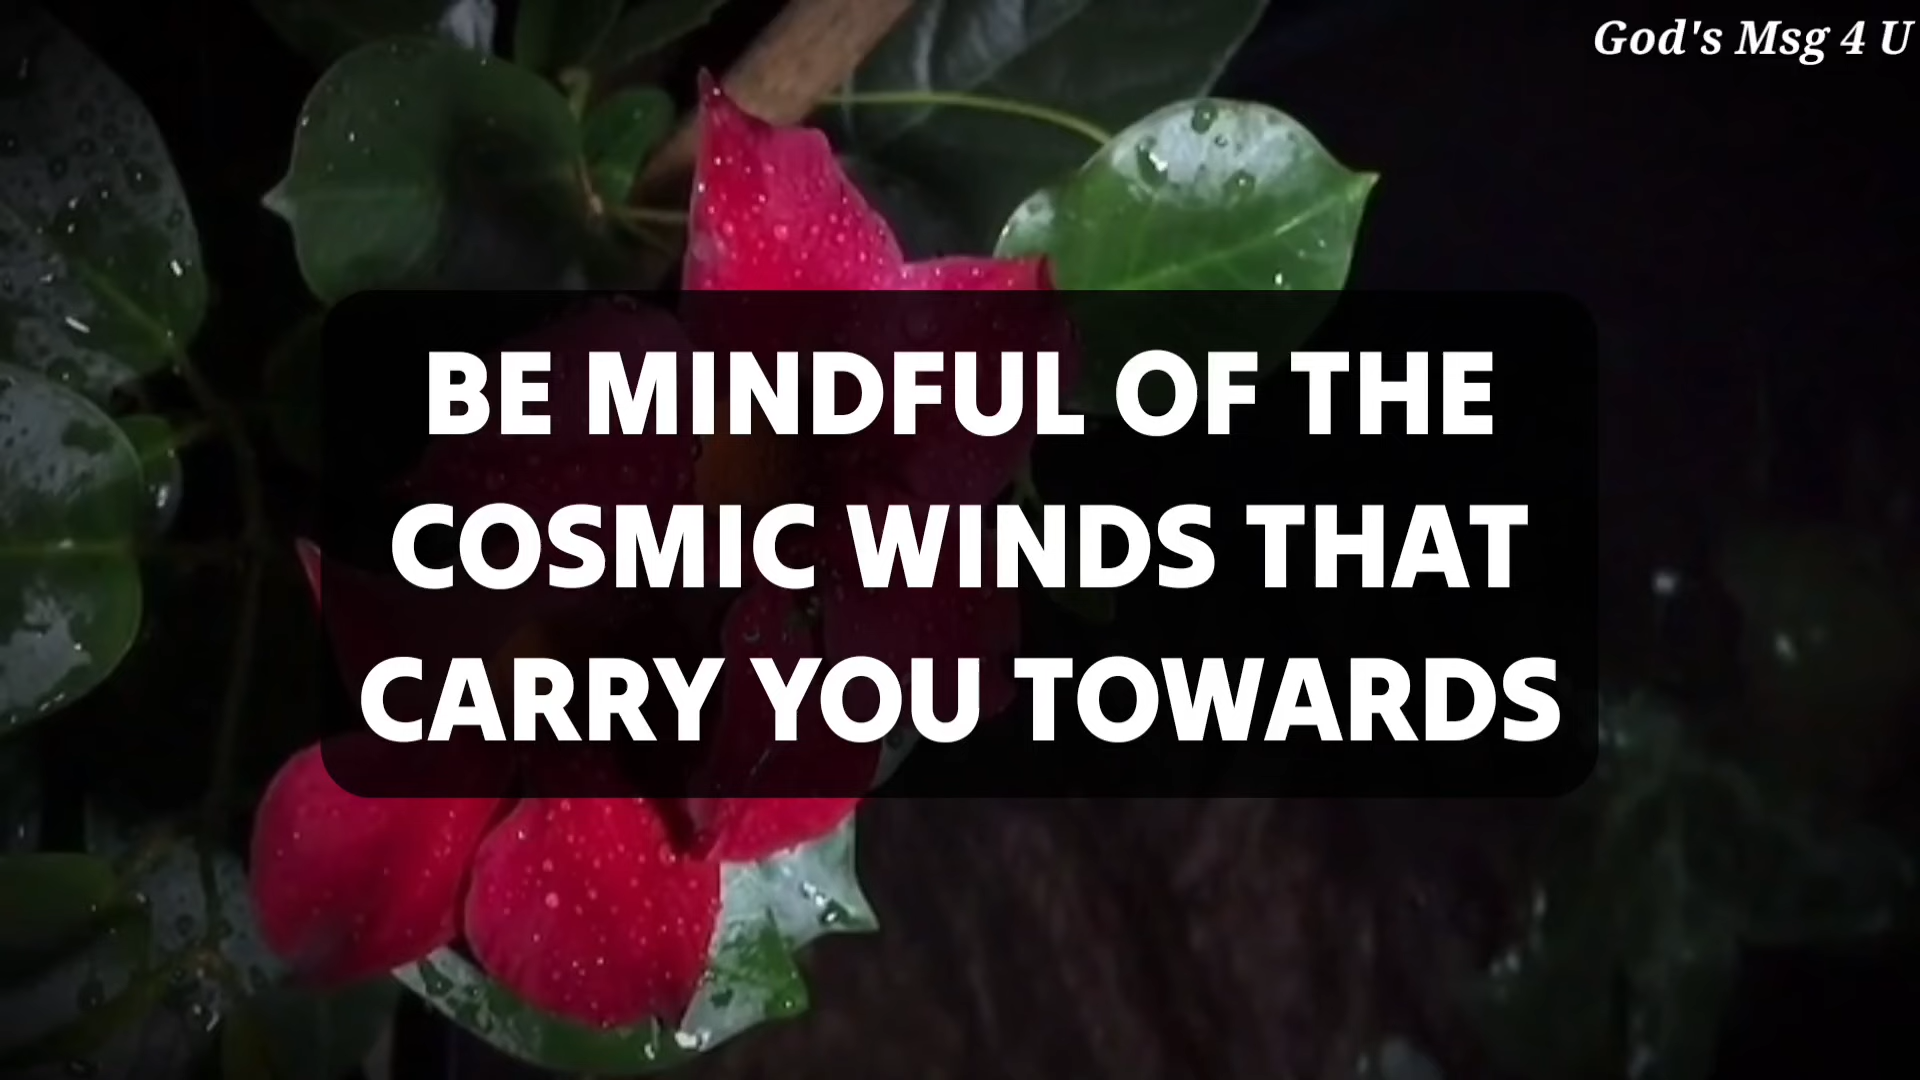 God's Msg 4 U
BE MINDFUL OF THE
COSMIC WINDS THAT
CARRY YOU TOWARDS